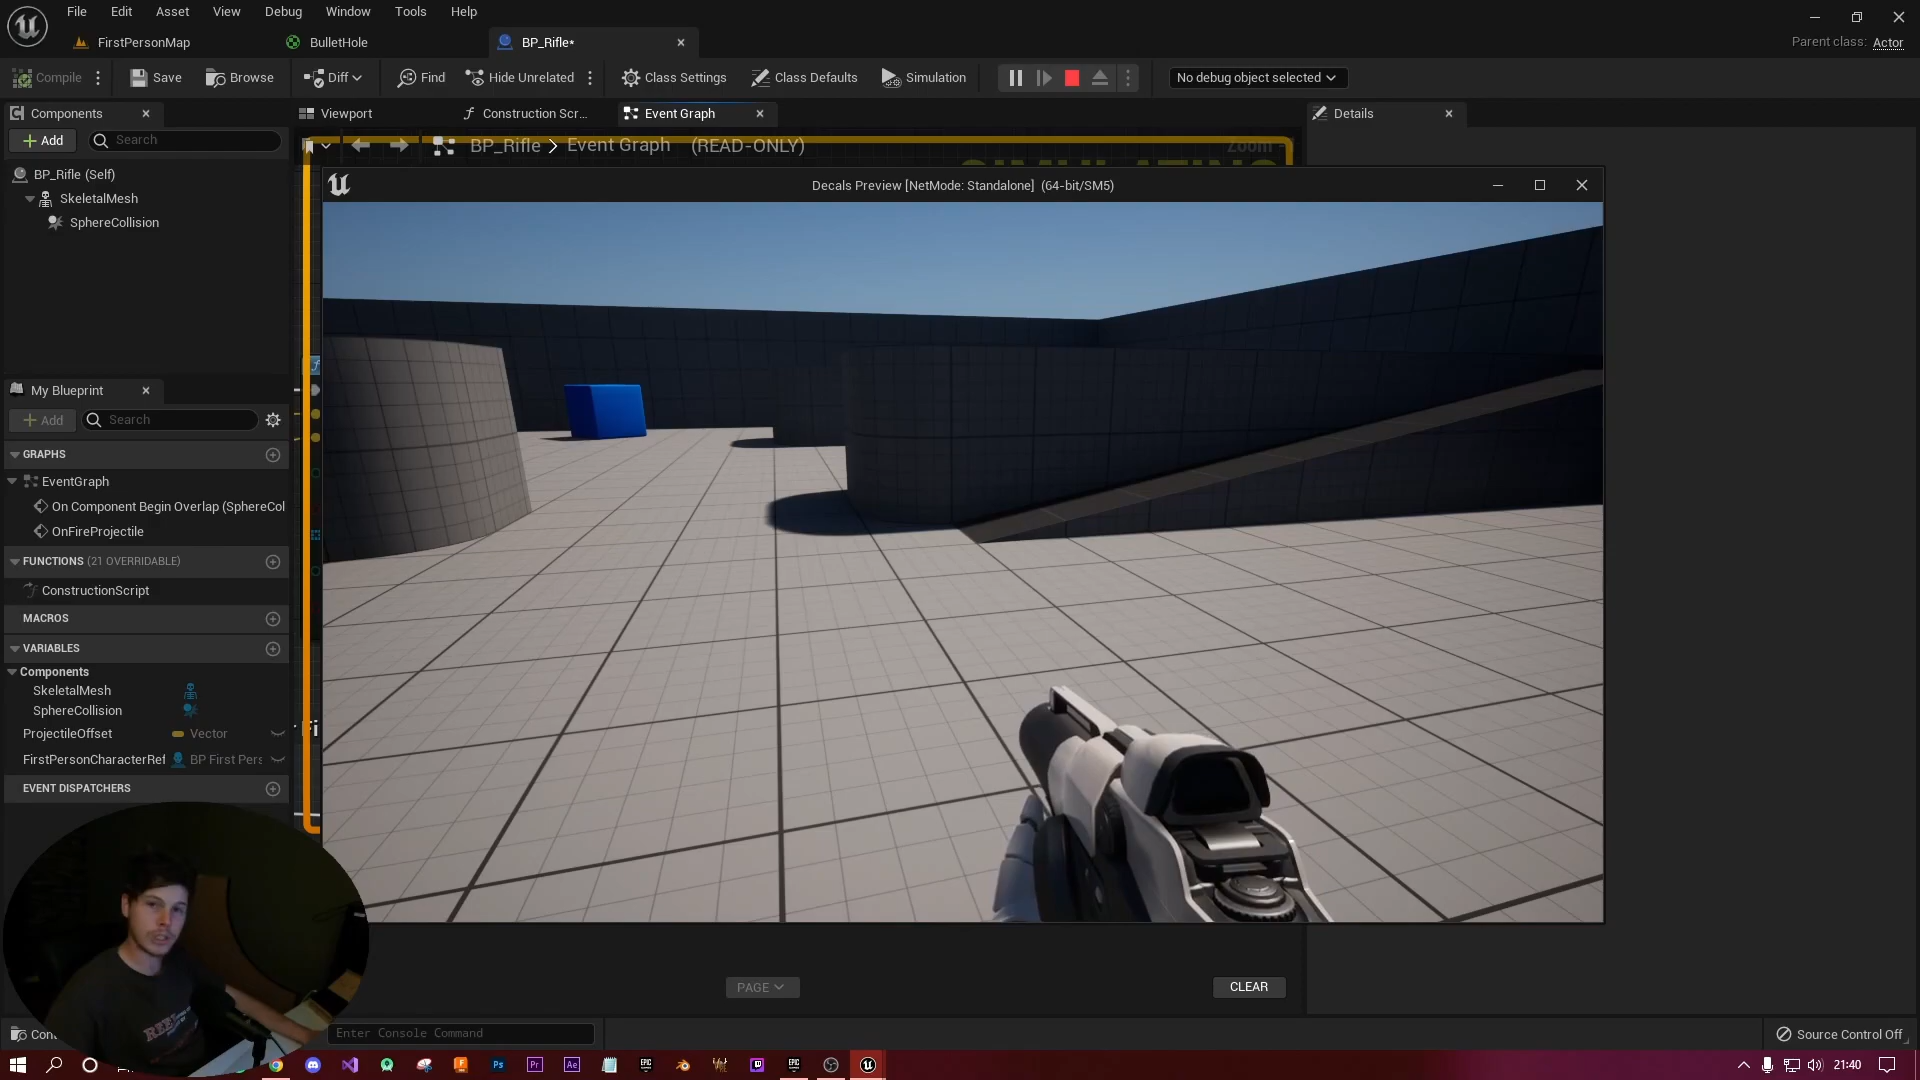 File Edit Asset View Debug Window Tools Help
FirstPersonMap BulletHole BP_Rifle*
Parent class: Actor
Compile Save Browse Diff Find Hide Unrelated Class Settings Class Defaults Simulation No debug object selected
Components Viewport Construction Scr... Event Graph Details
Add Search
BP_Rifle > Event Graph (READ-ONLY)
BP_Rifle (Self)
SkeletalMesh
SphereCollision
Decals Preview [NetMode: Standalone] (64-bit/SM5)
My Blueprint
Add Search
GRAPHS
EventGraph
On Component Begin Overlap (SphereCol
OnFireProjectile
FUNCTIONS (21 OVERRIDABLE)
ConstructionScript
MACROS
VARIABLES
Components
SkeletalMesh
SphereCollision
ProjectileOffset Vector
FirstPersonCharacterRef BP First Pers
EVENT DISPATCHERS
PAGE CLEAR
Enter Console Command
Source Control Off
Ps Pr Ae
21:40